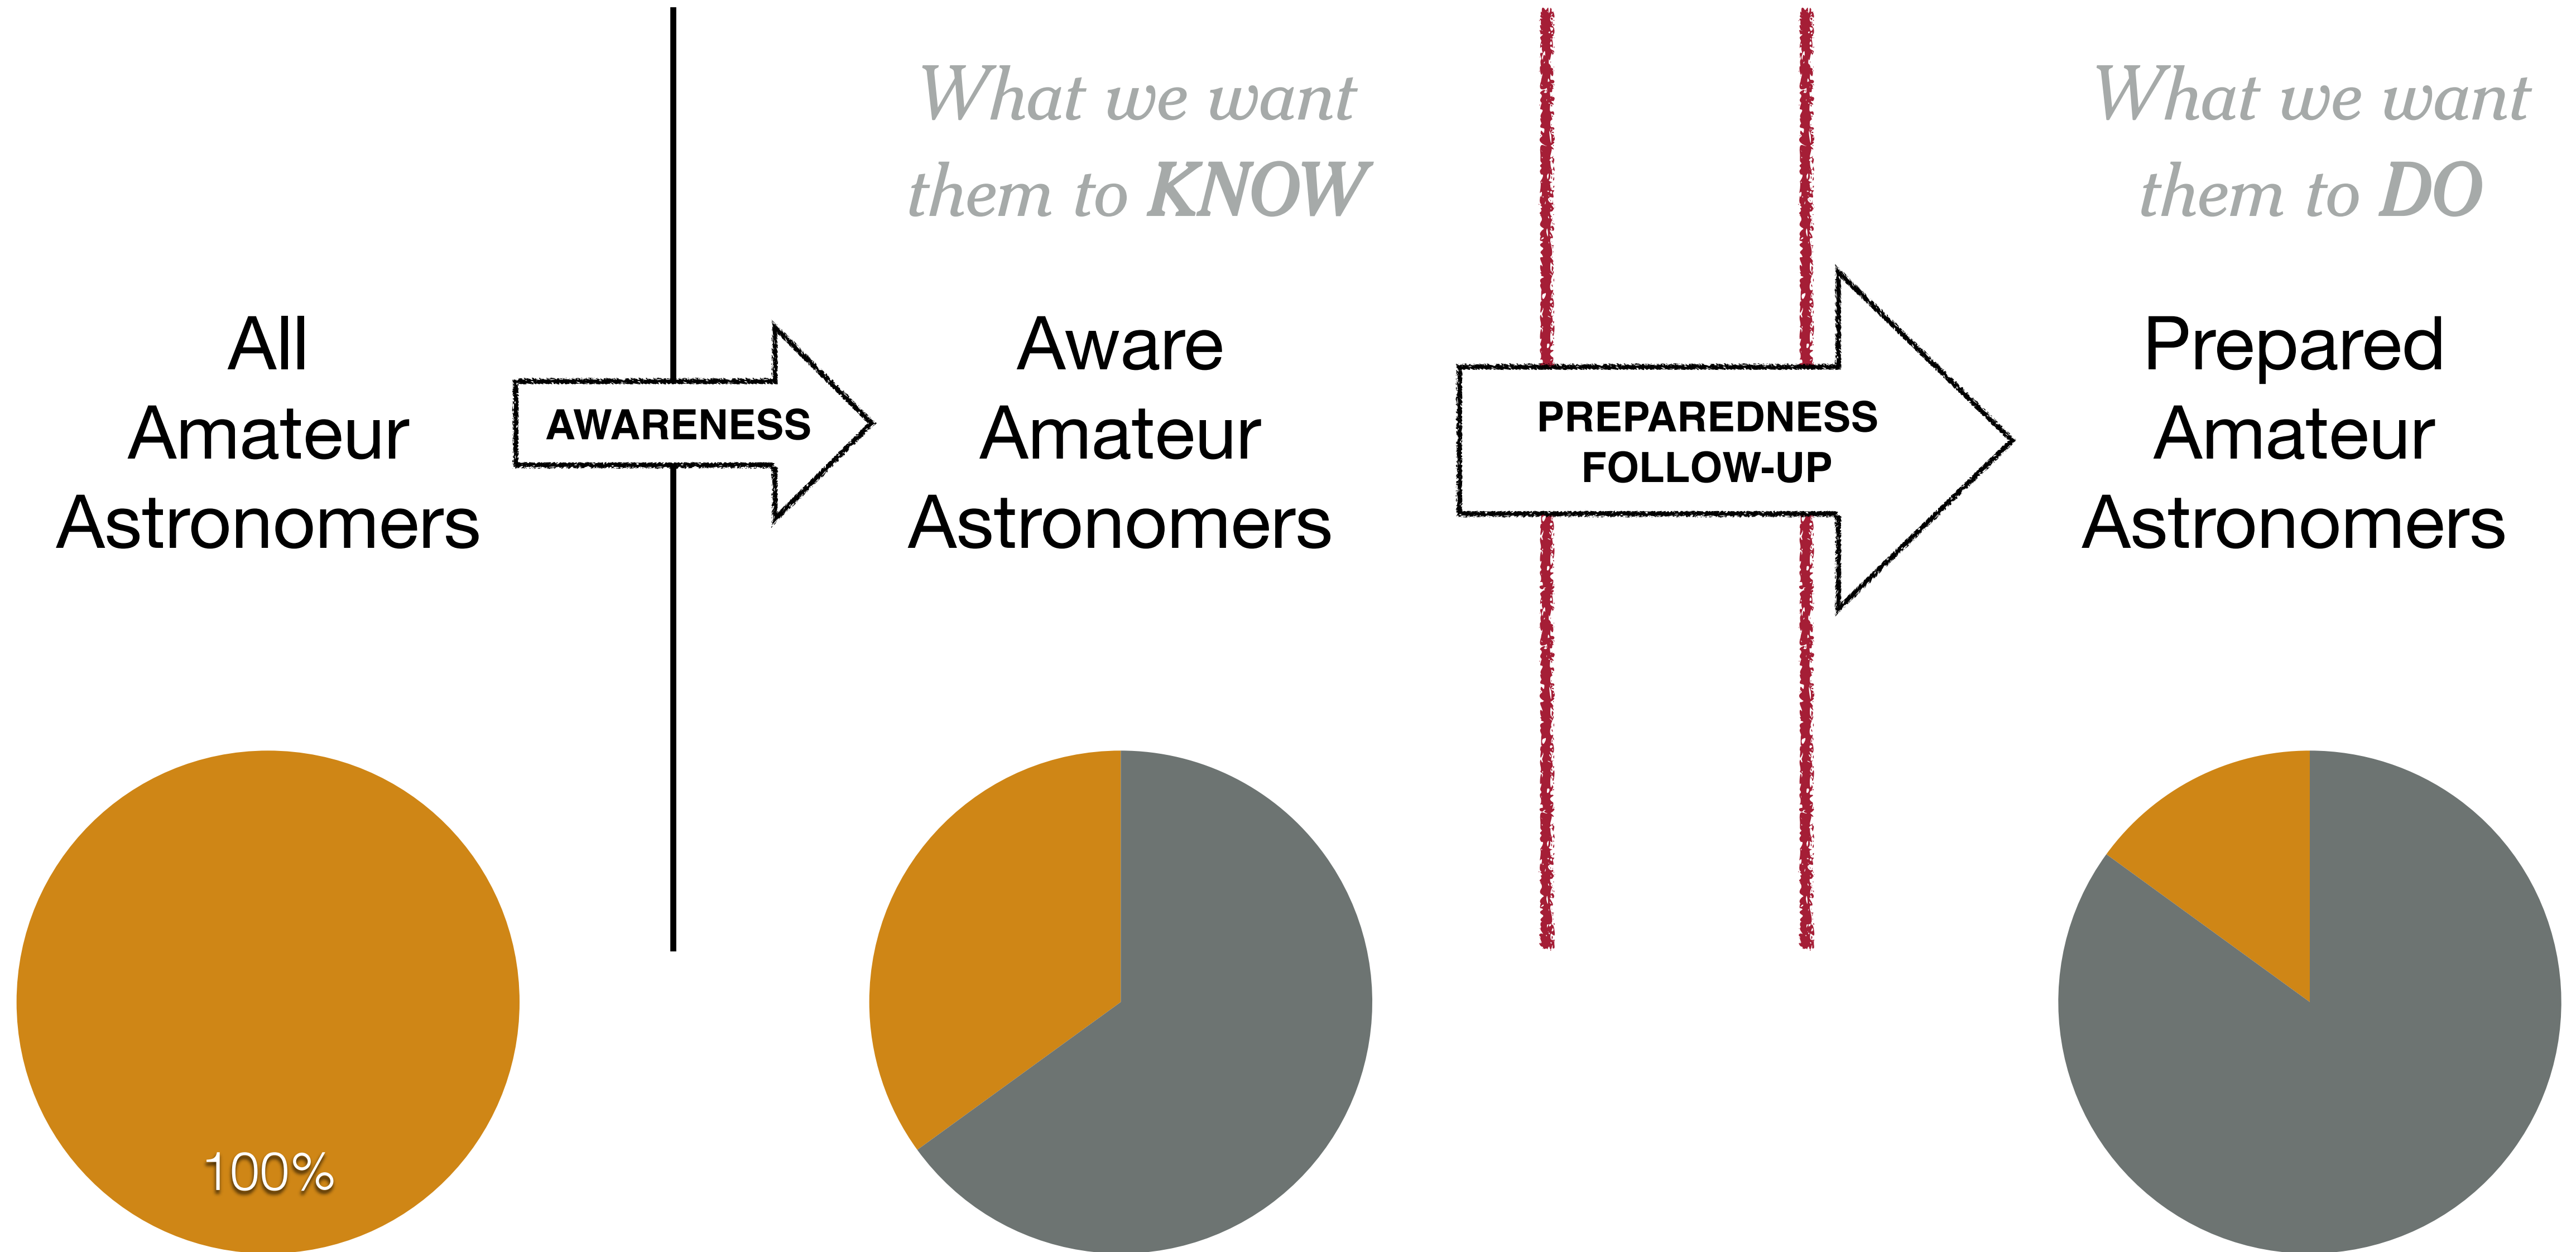 All
Amateur
Astronomers
AWARENESS
What we want
them to KNOW
Aware
Amateur
Astronomers
PREPAREDNESS
FOLLOW-UP
What we want
them to DO
Prepared
Amateur
Astronomers
100%